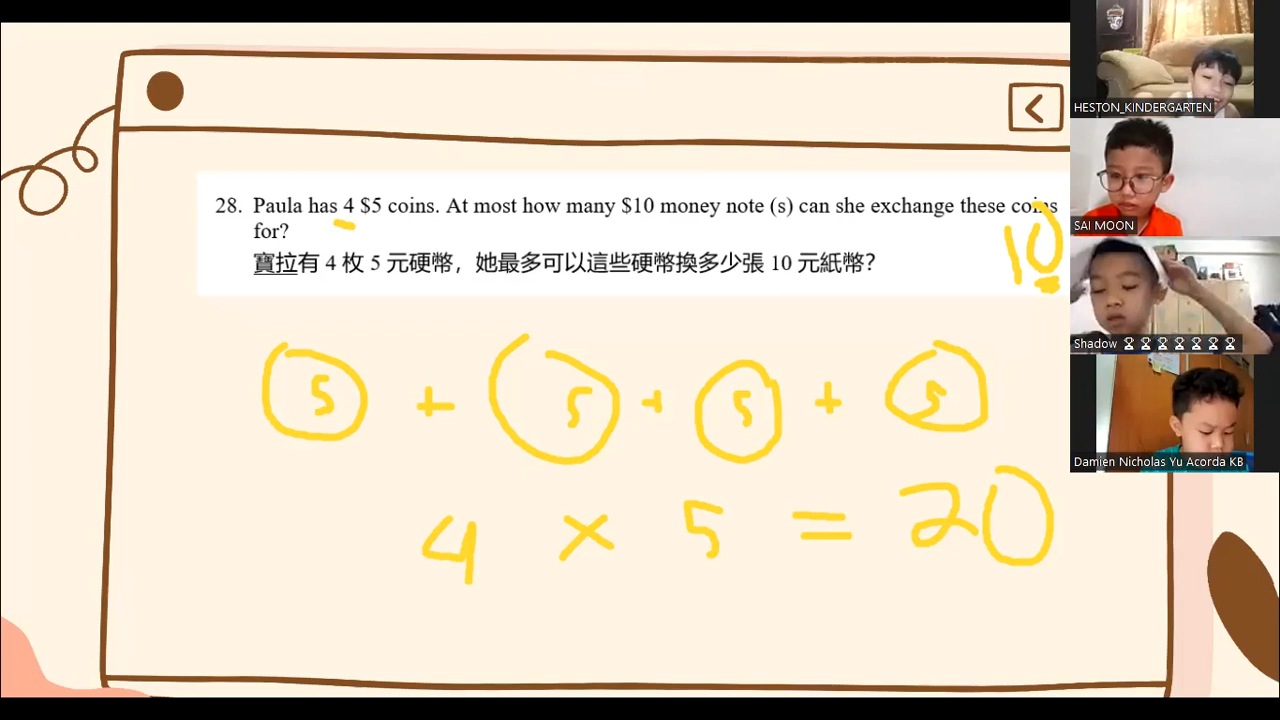 28. Paula has 4 $5 coins. At most how many $10 money note (s) can she exchange these coins
for?
寶拉有 4 枚 5 元硬幣，她最多可以這些硬幣換多少張 10 元紙幣？
10
5 + 5 + 5 + 5
4 × 5 = 20
HESTON_KINDERGARTEN
SAI MOON
Shadow ⌛ ⌛ ⌛ ⌛ ⌛ ⌛ ⌛
Damien Nicholas Yu Acorda KB